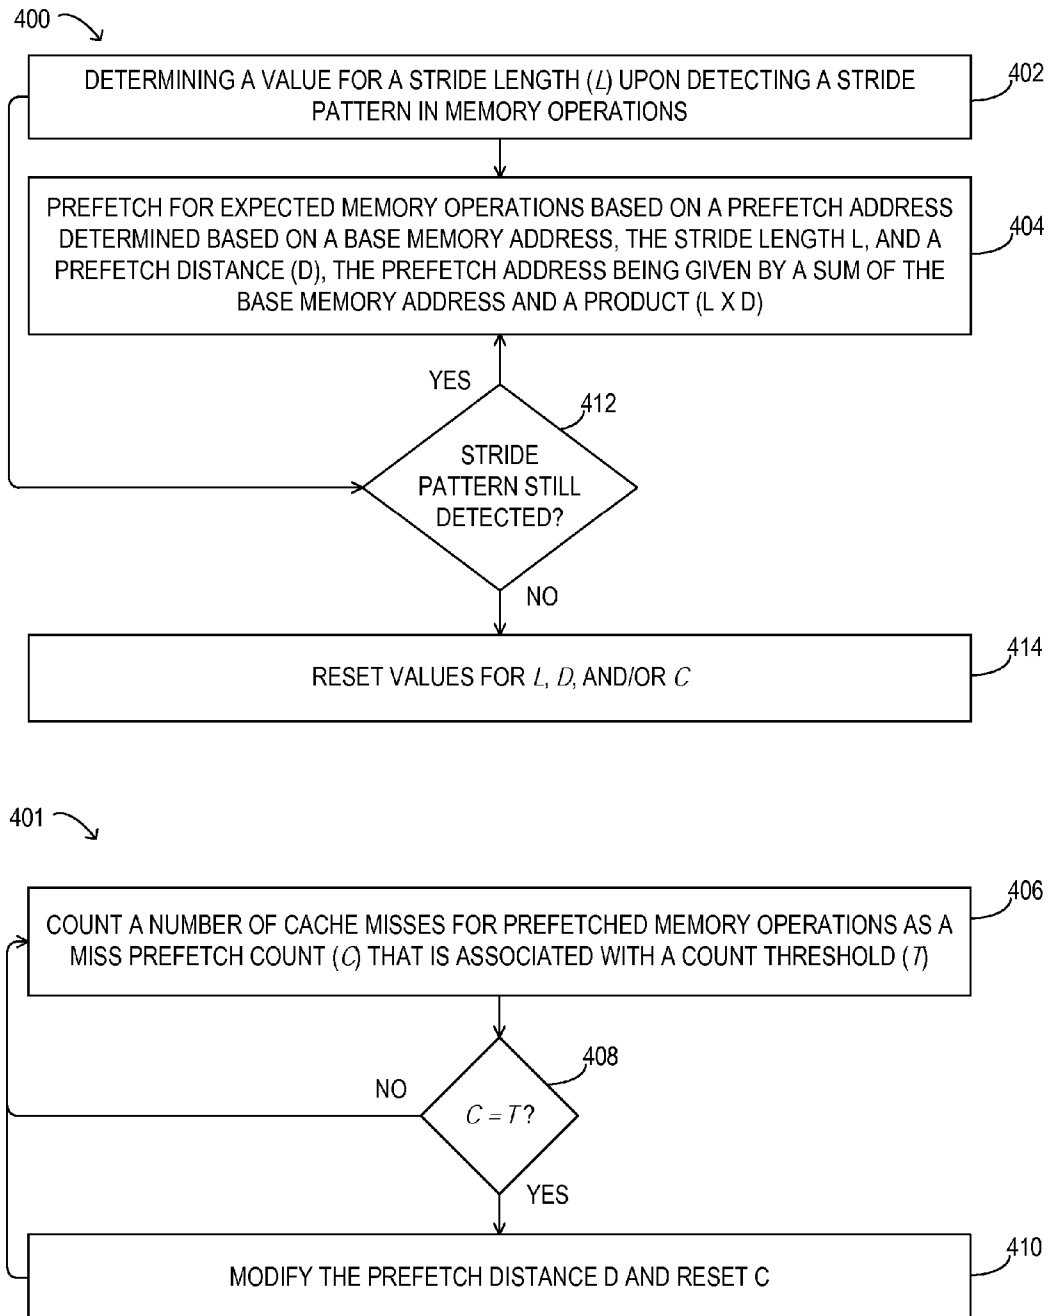 400
DETERMINING A VALUE FOR A STRIDE LENGTH (L) UPON DETECTING A STRIDE
PATTERN IN MEMORY OPERATIONS
402
PREFETCH FOR EXPECTED MEMORY OPERATIONS BASED ON A PREFETCH ADDRESS
DETERMINED BASED ON A BASE MEMORY ADDRESS, THE STRIDE LENGTH L, AND A
PREFETCH DISTANCE (D), THE PREFETCH ADDRESS BEING GIVEN BY A SUM OF THE
BASE MEMORY ADDRESS AND A PRODUCT (L X D)
404
YES
412
STRIDE
PATTERN STILL
DETECTED?
NO
RESET VALUES FOR L, D, AND/OR C
414
401
COUNT A NUMBER OF CACHE MISSES FOR PREFETCHED MEMORY OPERATIONS AS A
MISS PREFETCH COUNT (C) THAT IS ASSOCIATED WITH A COUNT THRESHOLD (T)
406
408
NO
C = T?
YES
MODIFY THE PREFETCH DISTANCE D AND RESET C
410